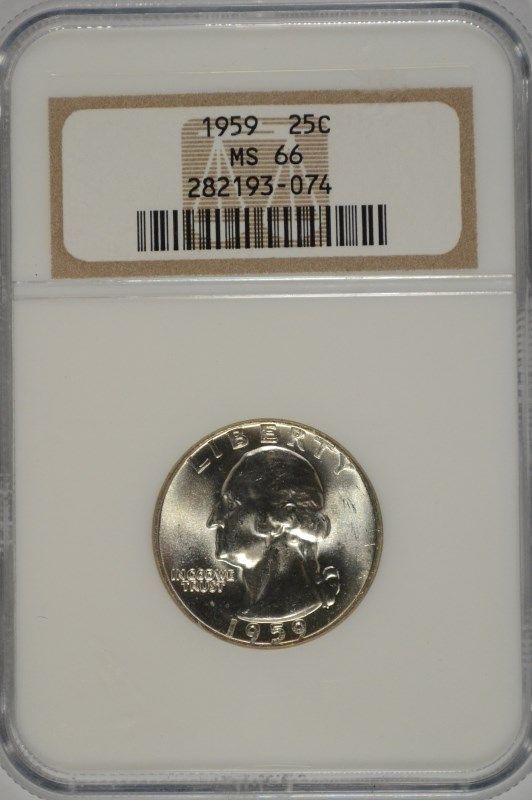 1959 25C
MS 66
282193-074
LIBERTY
IN GOD WE
TRUST
1959